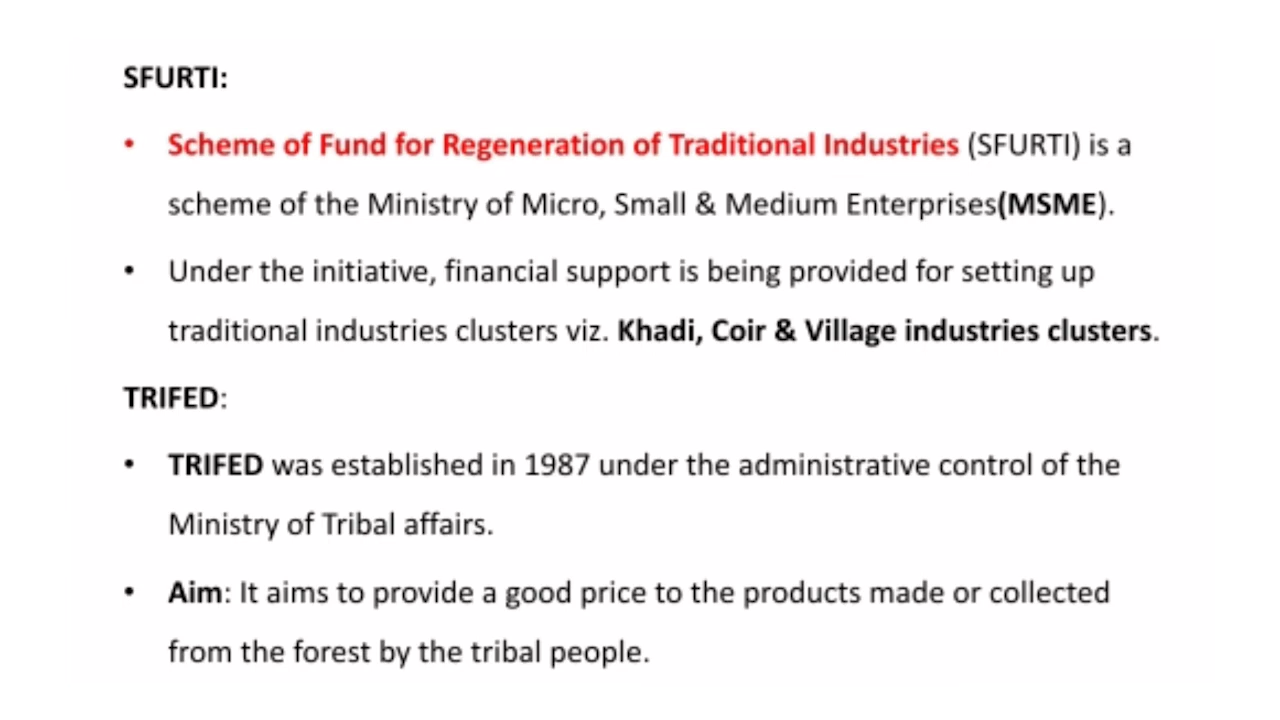 SFURTI:
• Scheme of Fund for Regeneration of Traditional Industries (SFURTI) is a
scheme of the Ministry of Micro, Small & Medium Enterprises(MSME).
• Under the initiative, financial support is being provided for setting up
traditional industries clusters viz. Khadi, Coir & Village industries clusters.
TRIFED:
• TRIFED was established in 1987 under the administrative control of the
Ministry of Tribal affairs.
• Aim: It aims to provide a good price to the products made or collected
from the forest by the tribal people.